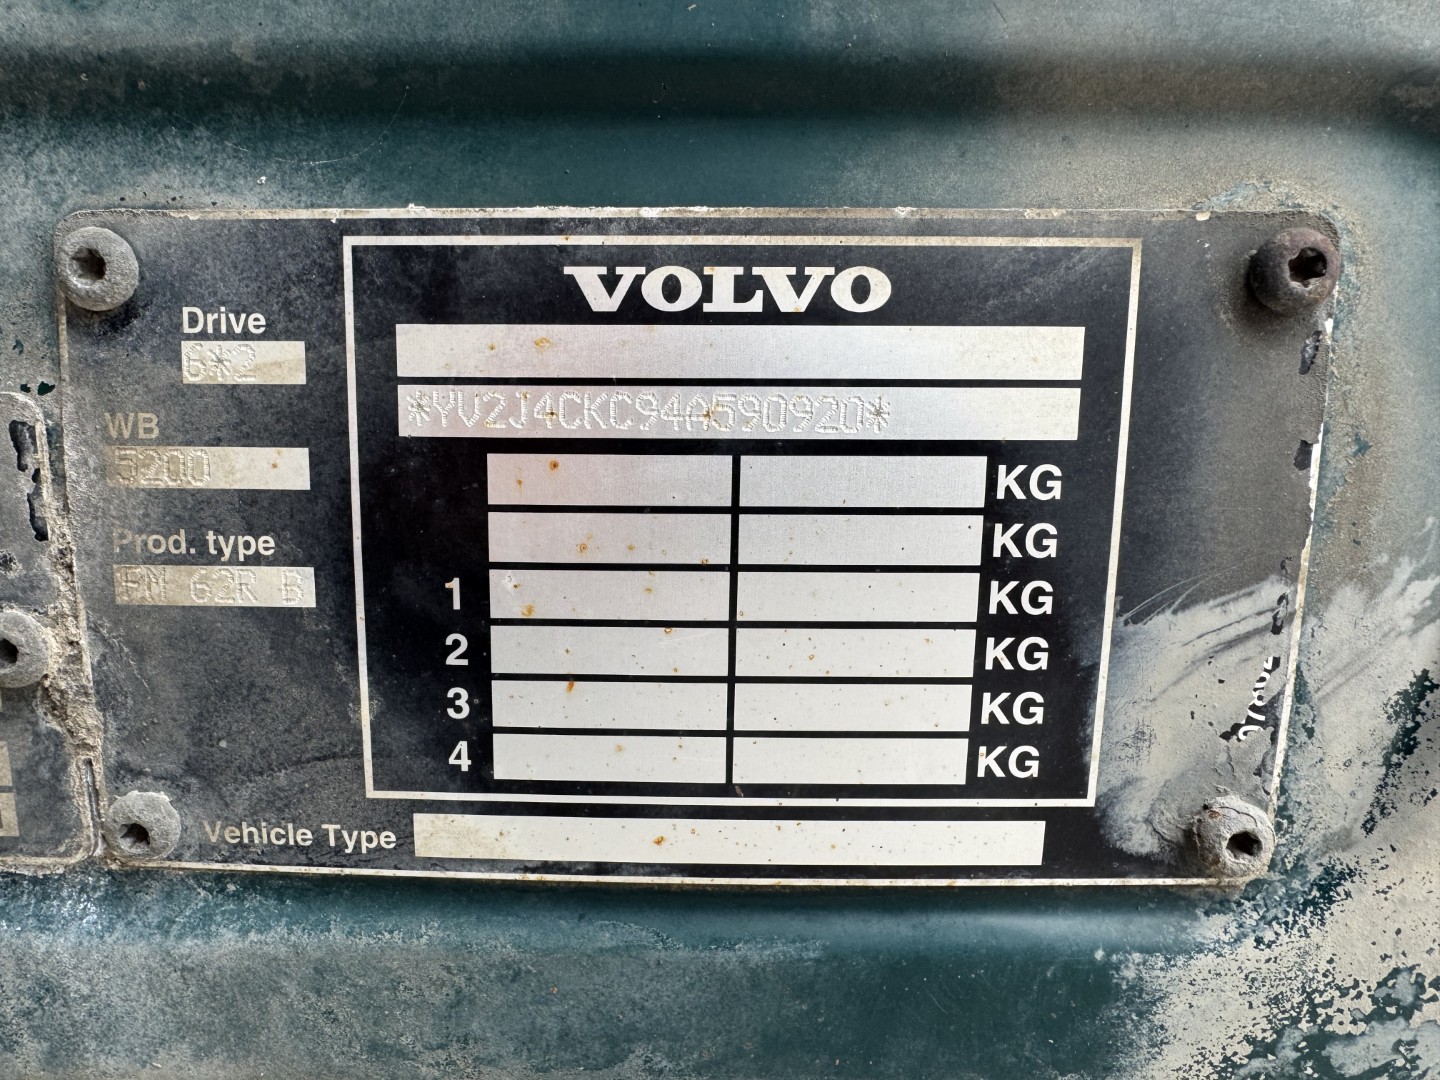 VOLVO
Drive
6*2
*YV2J4CKC94A590920*
WB
5200
Prod. type
FM 62R B
KG
KG
1 KG
2 KG
3 KG
4 KG
Vehicle Type